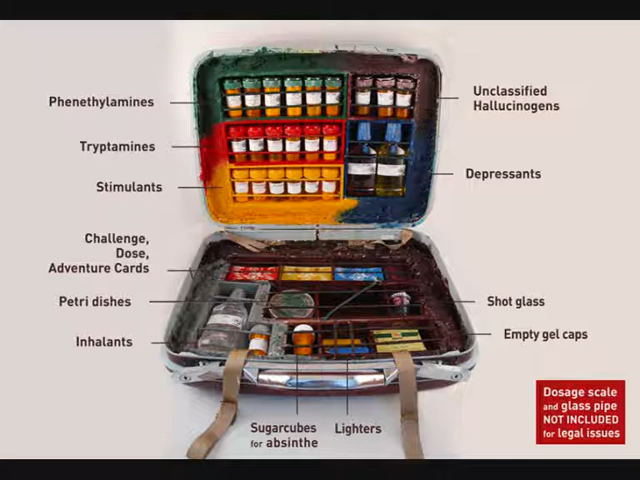 Phenethylamines
Tryptamines
Stimulants
Unclassified
Hallucinogens
Depressants
Challenge,
Dose,
Adventure Cards
Petri dishes
Inhalants
Shot glass
Empty gel caps
Sugarcubes
for absinthe
Lighters
Dosage scale
and glass pipe
NOT INCLUDED
for legal issues